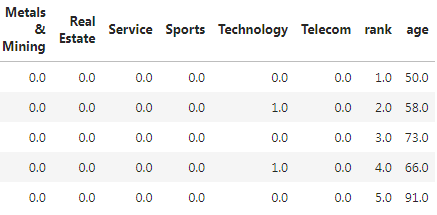 Metals & Mining Real Estate Service Sports Technology Telecom rank age
0.0 0.0 0.0 0.0 0.0 0.0 1.0 50.0
0.0 0.0 0.0 0.0 1.0 0.0 2.0 58.0
0.0 0.0 0.0 0.0 0.0 0.0 3.0 73.0
0.0 0.0 0.0 0.0 1.0 0.0 4.0 66.0
0.0 0.0 0.0 0.0 0.0 0.0 5.0 91.0